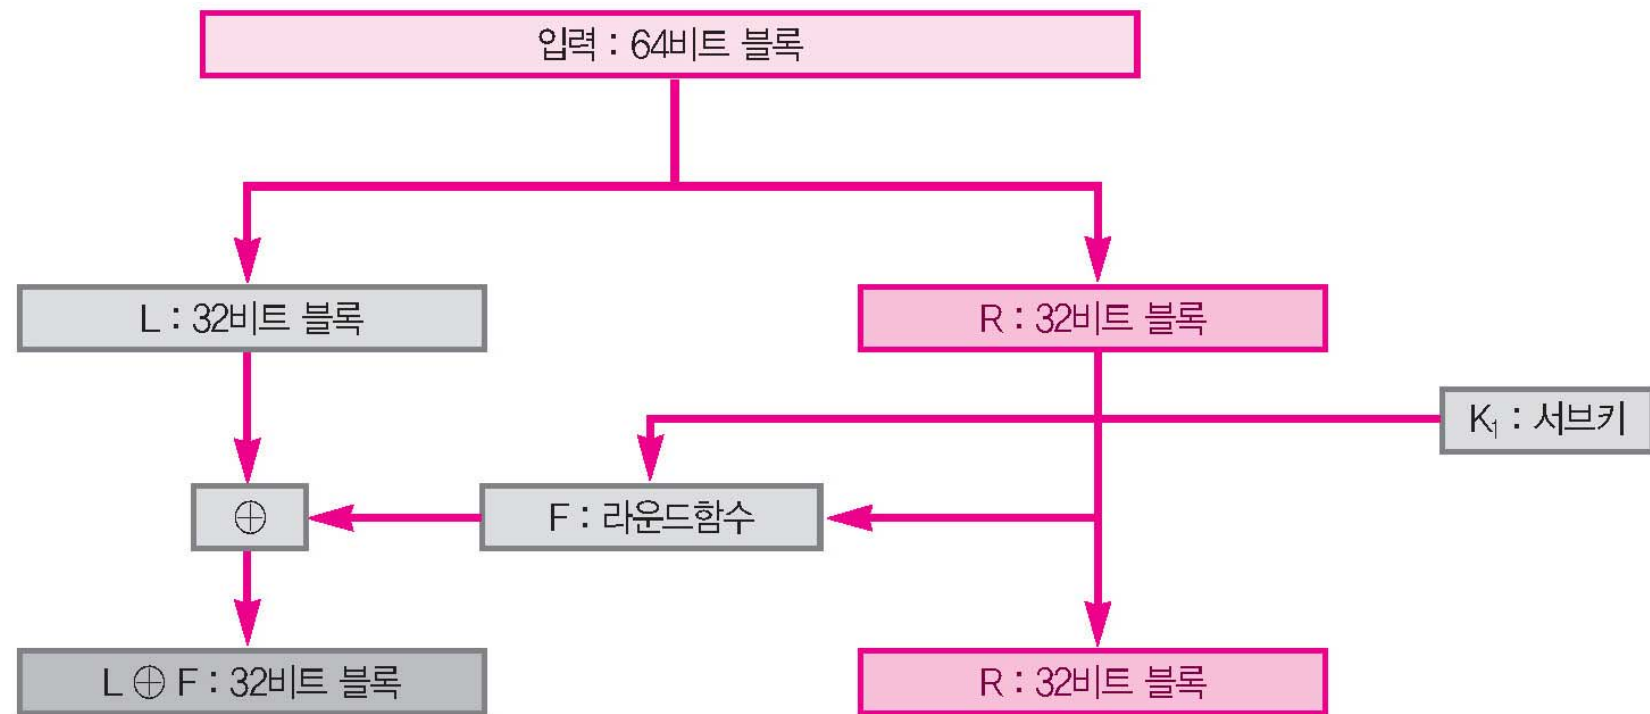 입력 : 64비트 블록
L : 32비트 블록
R : 32비트 블록
K₁ : 서브키
⊕
F : 라운드함수
L ⊕ F : 32비트 블록
R : 32비트 블록